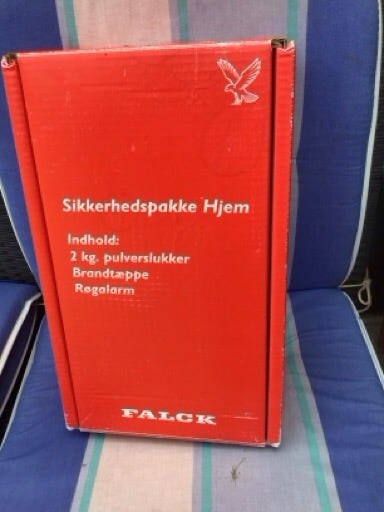 Sikkerhedspakke Hjem
Indhold:
2 kg. pulverslukker
Brandtæppe
Røgalarm
FALCK